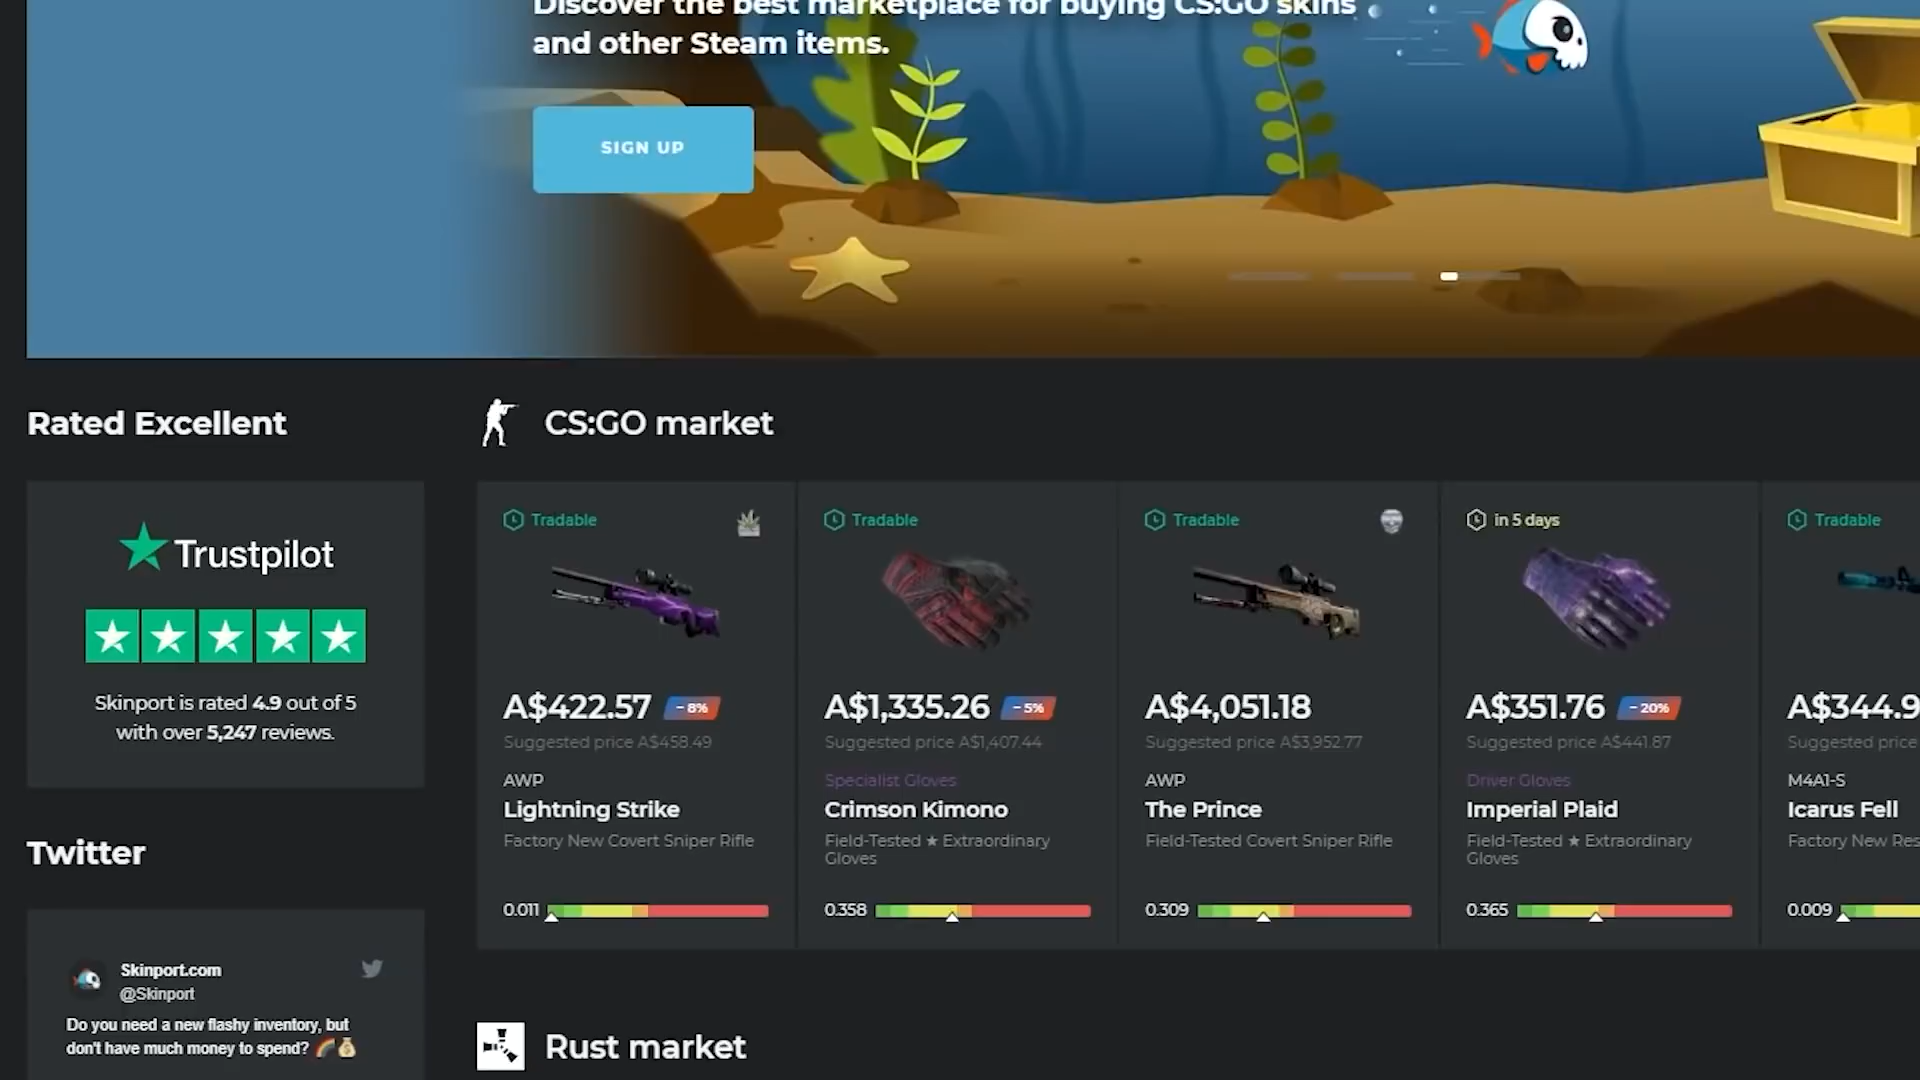 Discover the best marketplace for buying CS:GO skins
and other Steam items.
SIGN UP
Rated Excellent
Trustpilot
Skinport is rated 4.9 out of 5
with over 5,247 reviews.
Twitter
Skinport.com
@Skinport
Do you need a new flashy inventory, but
don't have much money to spend? 🌈💰
CS:GO market
Tradable
A$422.57 - 8%
Suggested price A$458.49
AWP
Lightning Strike
Factory New Covert Sniper Rifle
0.011
Tradable
A$1,335.26 - 5%
Suggested price A$1,407.44
Specialist Gloves
Crimson Kimono
Field-Tested ★ Extraordinary
Gloves
0.358
Tradable
A$4,051.18
Suggested price A$3,952.77
AWP
The Prince
Field-Tested Covert Sniper Rifle
0.309
in 5 days
A$351.76 - 20%
Suggested price A$441.87
Driver Gloves
Imperial Plaid
Field-Tested ★ Extraordinary
Gloves
0.365
Tradable
A$344.9
Suggested price
M4A1-S
Icarus Fell
Factory New Res
0.009
Rust market